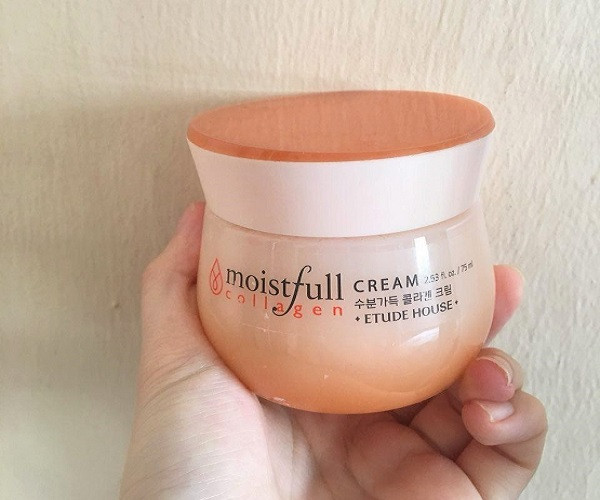 moistfull
collagen
CREAM 2.53 fl. oz. / 75 ml
수분가득 콜라겐 크림
• ETUDE HOUSE •